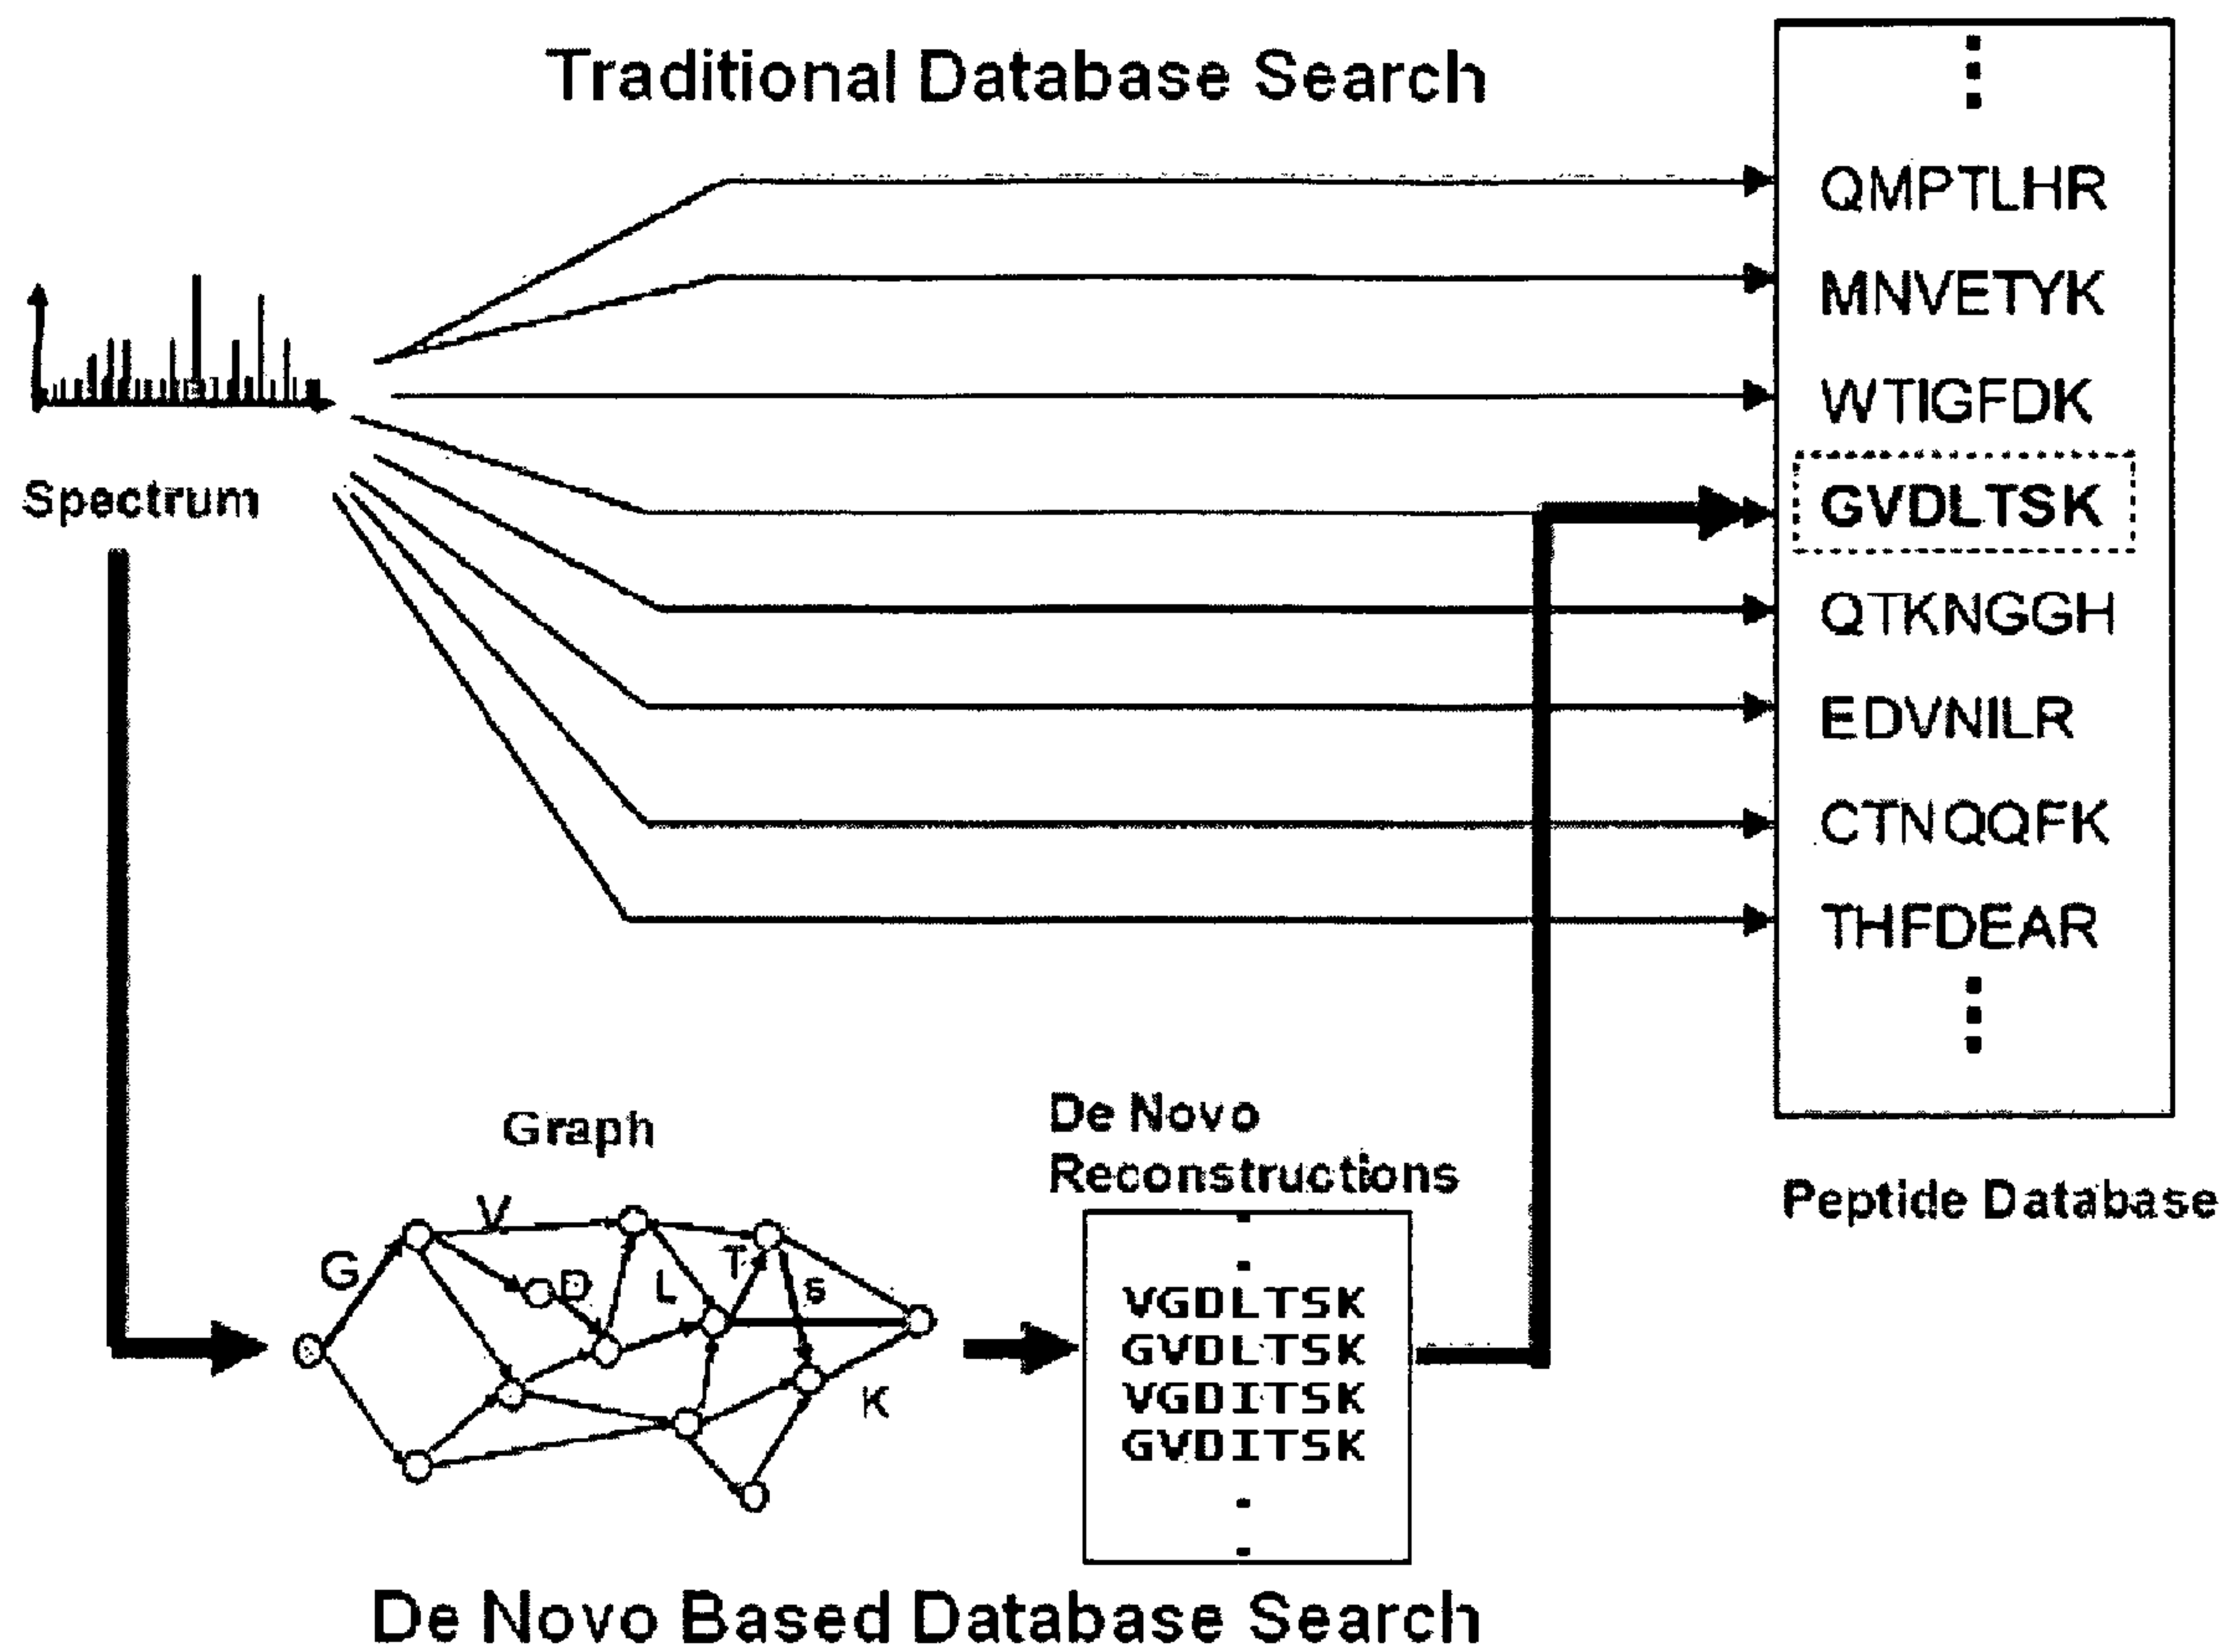 Traditional Database Search
QMPTLHR
MNVETYK
WTIGFDK
GVDLTSK
QTKNGGH
EDVNILR
CTNQQFK
THFDEAR
Peptide Database
Spectrum
Graph
G
V
D
L
T
S
K
De Novo
Reconstructions
VGDLTSK
GVDLTSK
VGDITSK
GVDITSK
De Novo Based Database Search